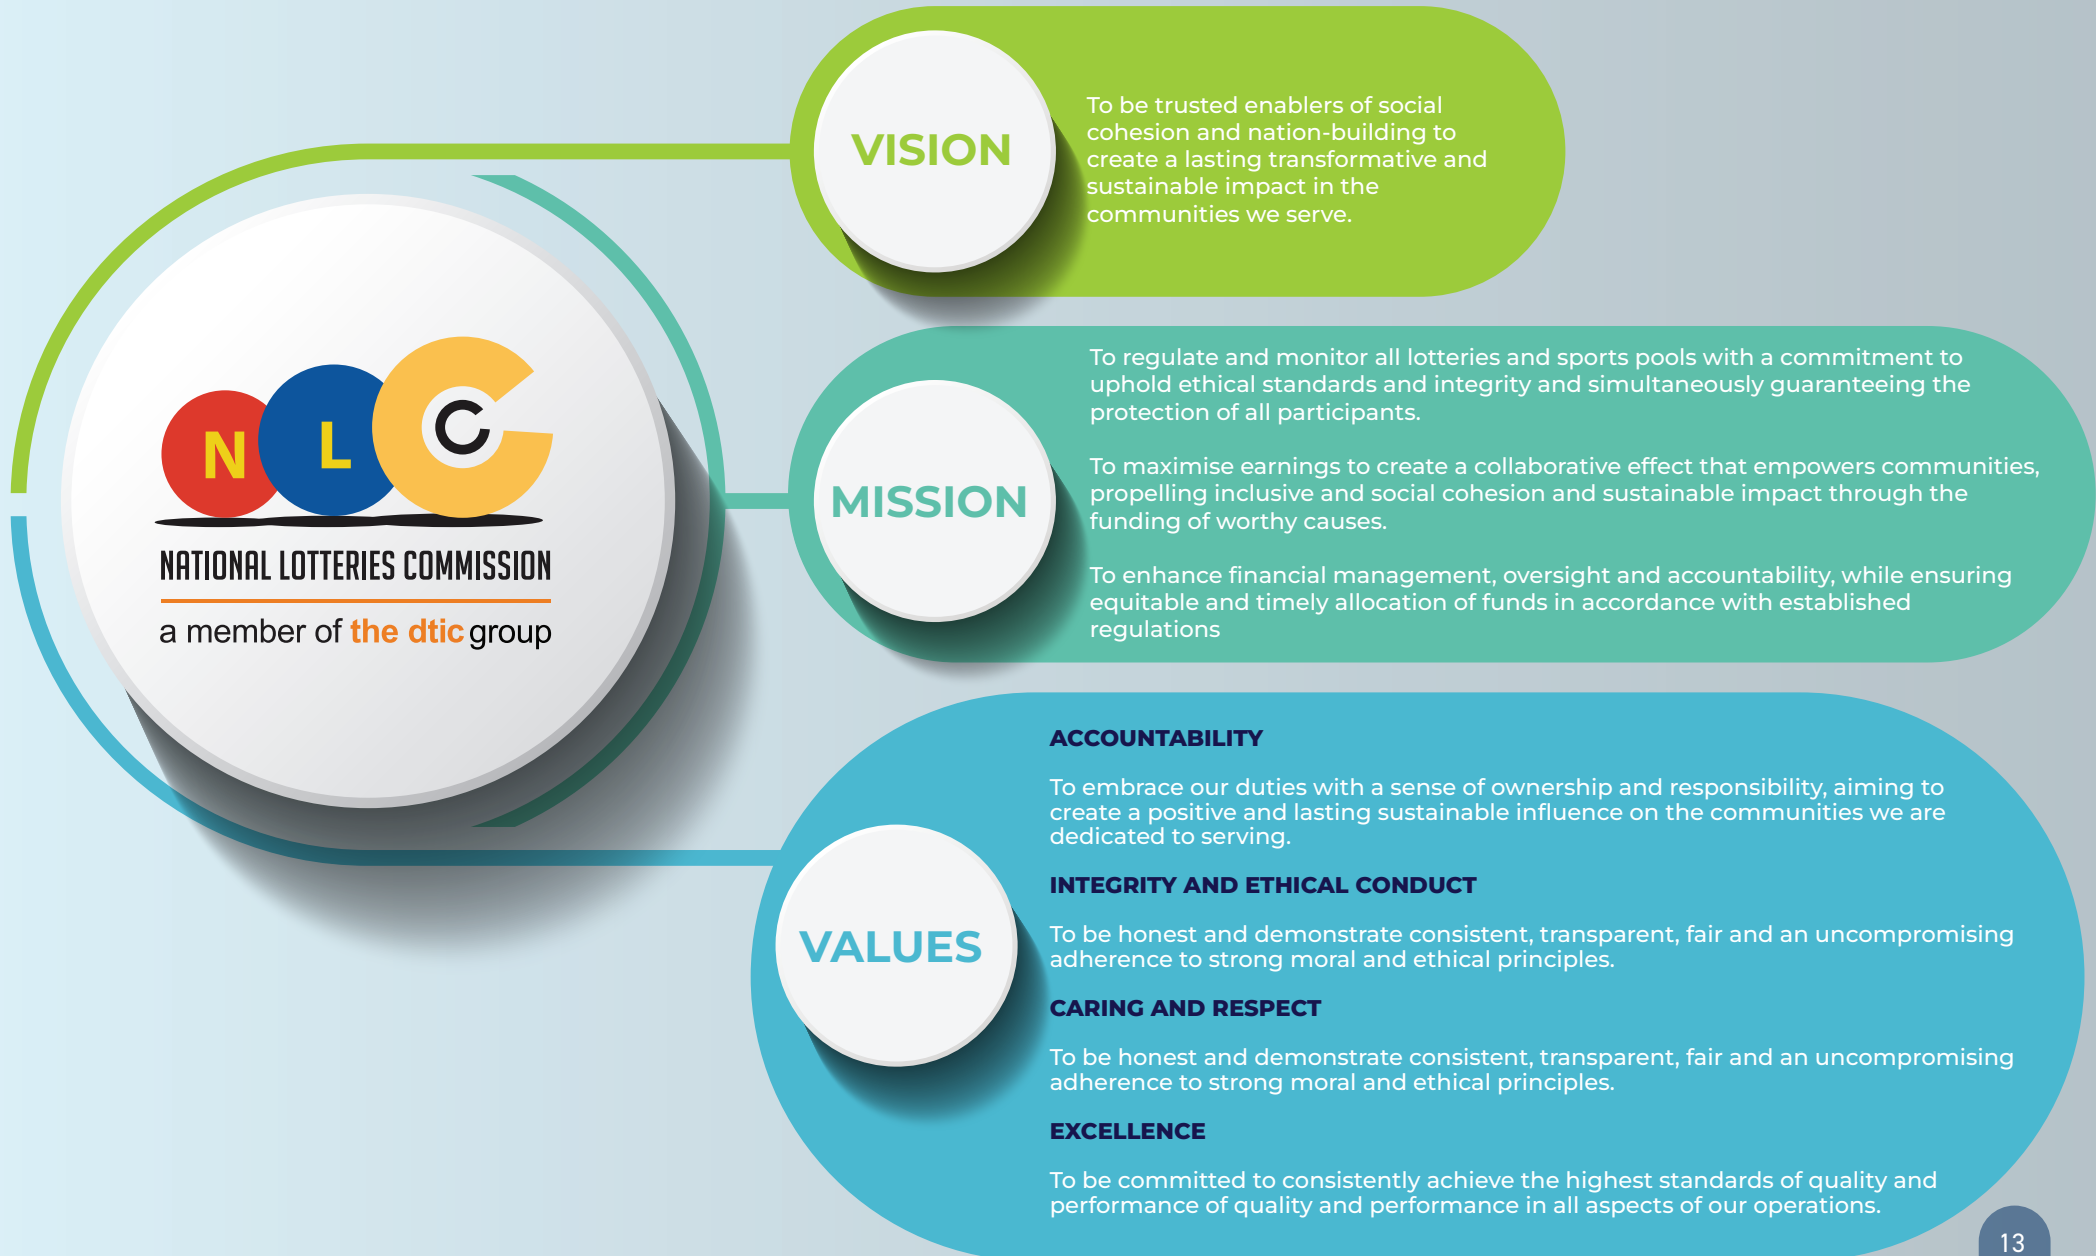 N L C
NATIONAL LOTTERIES COMMISSION
a member of the dtic group
VISION
To be trusted enablers of social
cohesion and nation-building to
create a lasting transformative and
sustainable impact in the
communities we serve.
MISSION
To regulate and monitor all lotteries and sports pools with a commitment to
uphold ethical standards and integrity and simultaneously guaranteeing the
protection of all participants.
To maximise earnings to create a collaborative effect that empowers communities,
propelling inclusive and social cohesion and sustainable impact through the
funding of worthy causes.
To enhance financial management, oversight and accountability, while ensuring
equitable and timely allocation of funds in accordance with established
regulations
VALUES
ACCOUNTABILITY
To embrace our duties with a sense of ownership and responsibility, aiming to
create a positive and lasting sustainable influence on the communities we are
dedicated to serving.
INTEGRITY AND ETHICAL CONDUCT
To be honest and demonstrate consistent, transparent, fair and an uncompromising
adherence to strong moral and ethical principles.
CARING AND RESPECT
To be honest and demonstrate consistent, transparent, fair and an uncompromising
adherence to strong moral and ethical principles.
EXCELLENCE
To be committed to consistently achieve the highest standards of quality and
performance of quality and performance in all aspects of our operations.
13